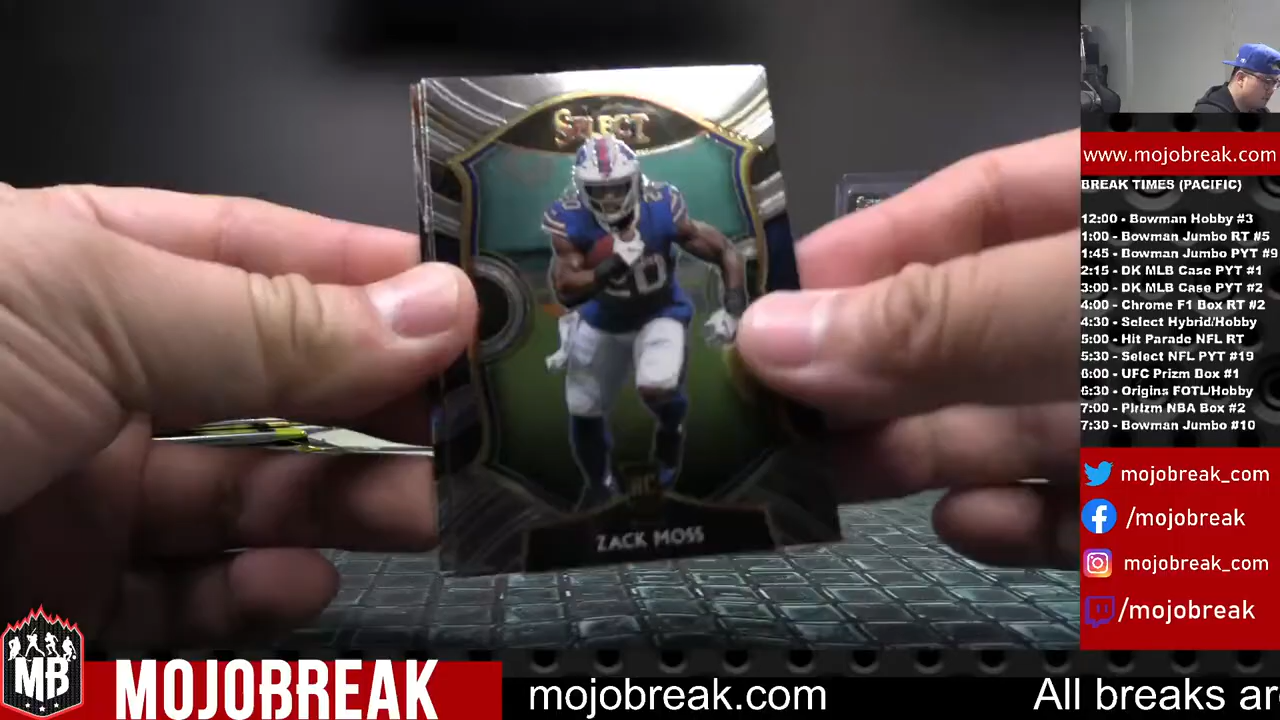 SELECT
20
20
RC
ZACK MOSS
www.mojobreak.com
BREAK TIMES (PACIFIC)
12:00 - Bowman Hobby #3
1:00 - Bowman Jumbo RT #5
1:45 - Bowman Jumbo PYT #9
2:15 - DK MLB Case PYT #1
3:00 - DK MLB Case PYT #2
4:00 - Chrome F1 Box RT #2
4:30 - Select Hybrid/Hobby
5:00 - Hit Parade NFL RT
5:30 - Select NFL PYT #19
6:00 - UFC Prizm Box #1
6:30 - Origins FOTL/Hobby
7:00 - Plrizm NBA Box #2
7:30 - Bowman Jumbo #10
mojobreak_com
/mojobreak
mojobreak_com
/mojobreak
MB
MOJOBREAK
mojobreak.com
All breaks are